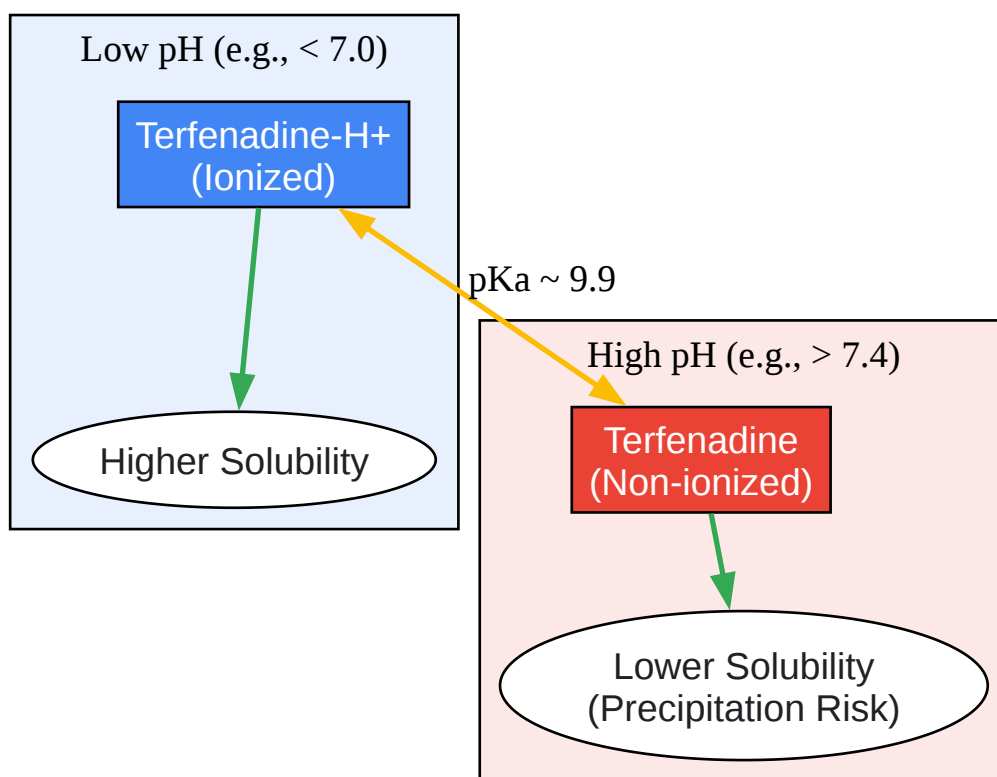 Low pH (e.g., < 7.0)
Terfenadine-H+
(Ionized)
Higher Solubility
pKa ~ 9.9
High pH (e.g., > 7.4)
Terfenadine
(Non-ionized)
Lower Solubility
(Precipitation Risk)